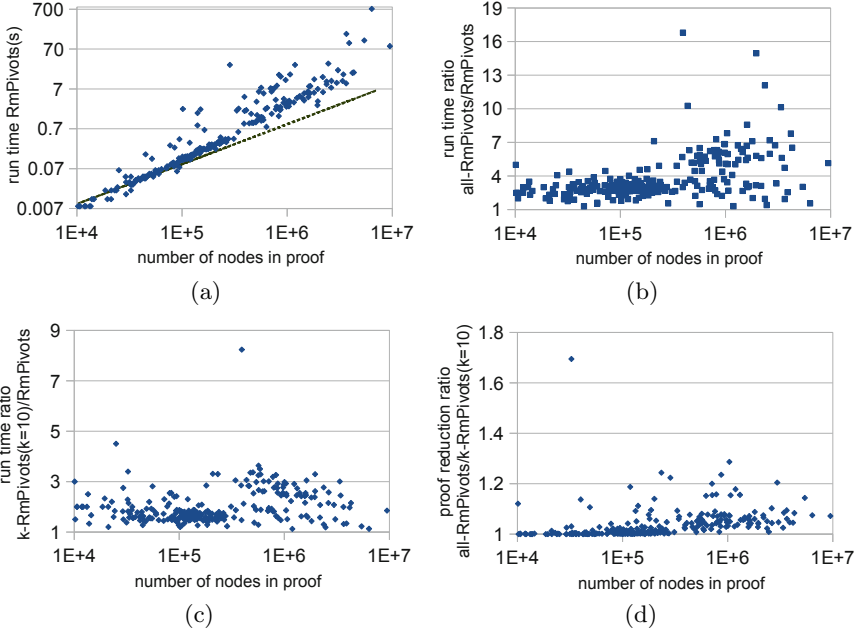 run time RmPivots(s)
700
70
7
0.7
0.07
0.007
1E+4 1E+5 1E+6 1E+7
number of nodes in proof
(a)
run time ratio
all-RmPivots/RmPivots
19
16
13
10
7
4
1
1E+4 1E+5 1E+6 1E+7
number of nodes in proof
(b)
run time ratio
k-RmPivots(k=10)/RmPivots
9
7
5
3
1
1E+4 1E+5 1E+6 1E+7
number of nodes in proof
(c)
proof reduction ratio
all-RmPivots/k-RmPivots(k=10)
1.8
1.6
1.4
1.2
1
1E+4 1E+5 1E+6 1E+7
number of nodes in proof
(d)